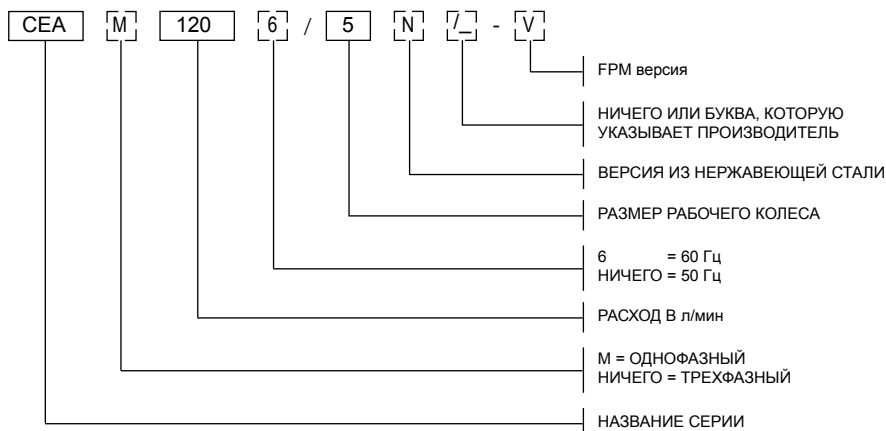 CEA M 120 6 / 5 N /_ - V
FPM версия
НИЧЕГО ИЛИ БУКВА, КОТОРУЮ
УКАЗЫВАЕТ ПРОИЗВОДИТЕЛЬ
ВЕРСИЯ ИЗ НЕРЖАВЕЮЩЕЙ СТАЛИ
РАЗМЕР РАБОЧЕГО КОЛЕСА
6 = 60 Гц
НИЧЕГО = 50 Гц
РАСХОД В л/мин
М = ОДНОФАЗНЫЙ
НИЧЕГО = ТРЕХФАЗНЫЙ
НАЗВАНИЕ СЕРИИ